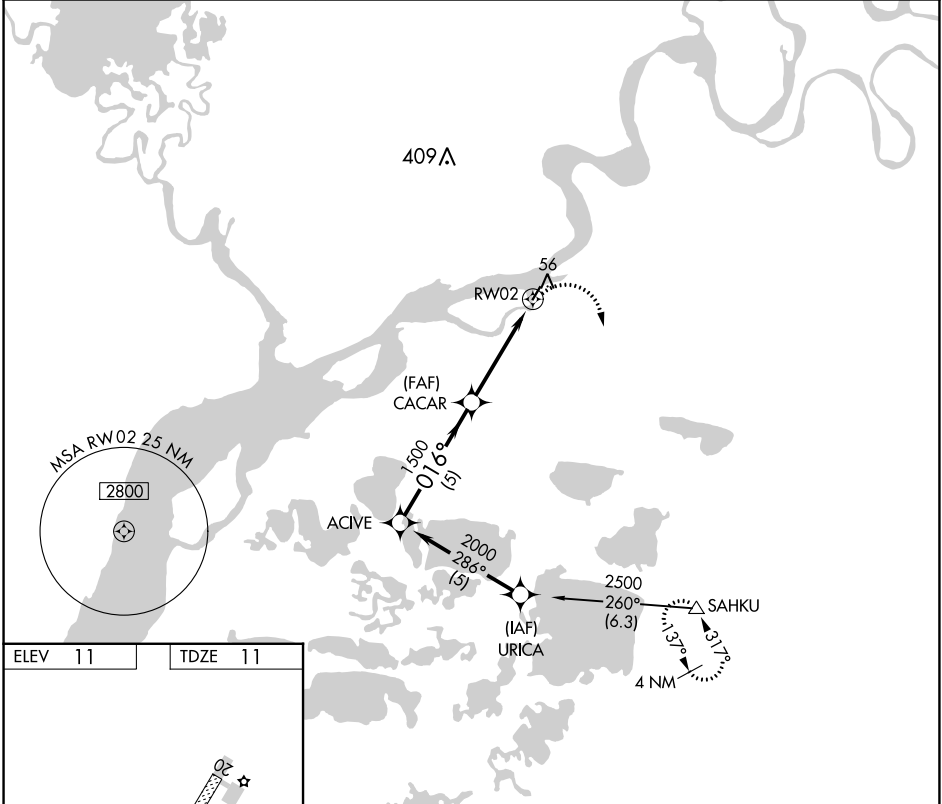 409
56
RW02
(FAF)
CACAR
1500
016°
(5)
MSA RW02 25 NM
2800
ACIVE
2000
286°
(5)
2500
260°
(6.3)
SAHKU
(IAF)
URICA
137°
317°
4 NM
ELEV 11
TDZE 11
20